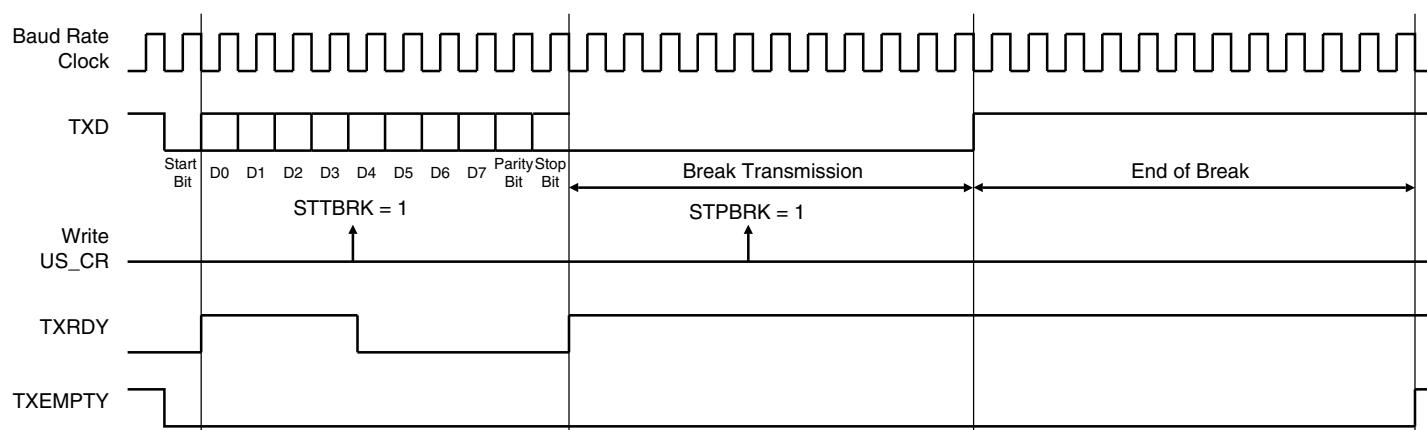 Baud Rate
Clock
TXD
Start
Bit
D0
D1
D2
D3
D4
D5
D6
D7
Parity
Bit
Stop
Bit
Break Transmission
End of Break
STTBRK = 1
STPBRK = 1
Write
US_CR
TXRDY
TXEMPTY